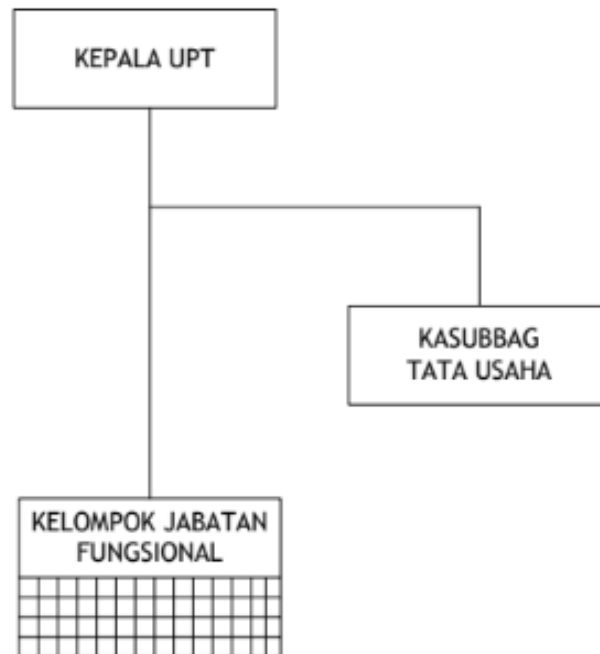 KEPALA UPT
KASUBBAG
TATA USAHA
KELOMPOK JABATAN
FUNGSIONAL